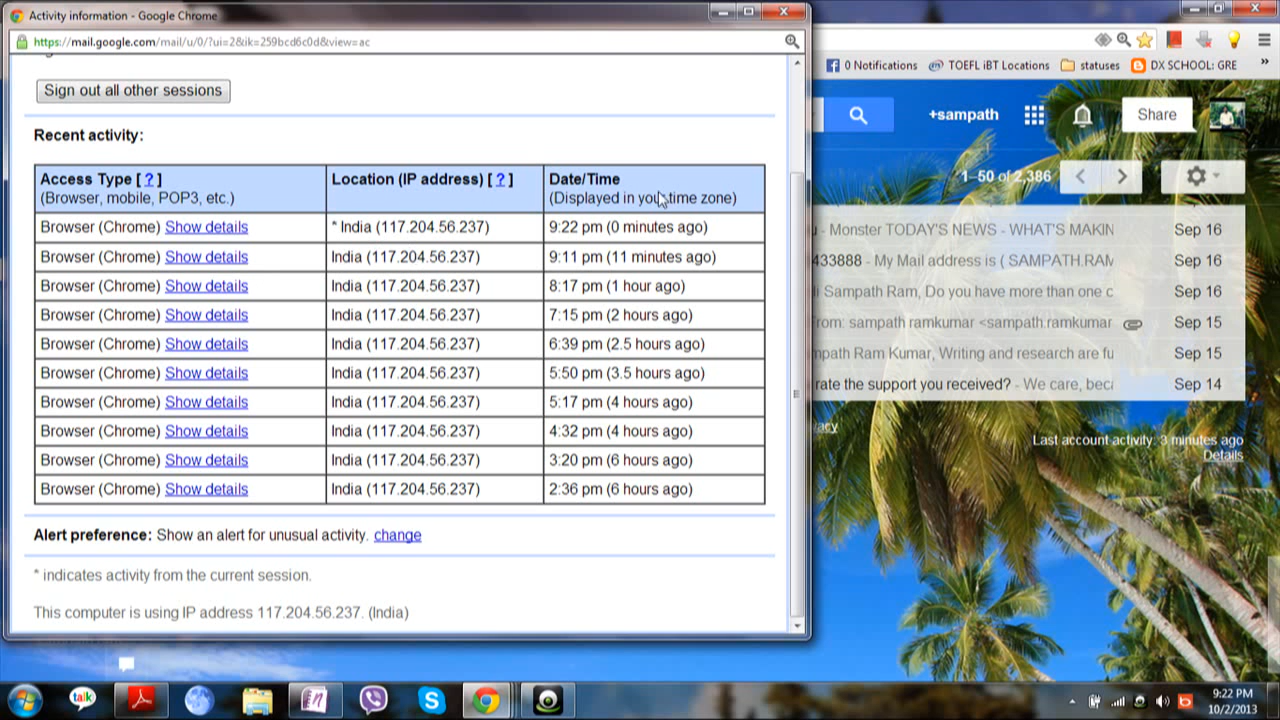 Activity information - Google Chrome
https://mail.google.com/mail/u/0/?ui=2&ik=259bcd6c0d&view=ac
Sign out all other sessions
Recent activity:
Access Type [ ? ]
(Browser, mobile, POP3, etc.)
Location (IP address) [ ? ]
Date/Time
(Displayed in your time zone)
Browser (Chrome) Show details * India (117.204.56.237) 9:22 pm (0 minutes ago)
Browser (Chrome) Show details India (117.204.56.237) 9:11 pm (11 minutes ago)
Browser (Chrome) Show details India (117.204.56.237) 8:17 pm (1 hour ago)
Browser (Chrome) Show details India (117.204.56.237) 7:15 pm (2 hours ago)
Browser (Chrome) Show details India (117.204.56.237) 6:39 pm (2.5 hours ago)
Browser (Chrome) Show details India (117.204.56.237) 5:50 pm (3.5 hours ago)
Browser (Chrome) Show details India (117.204.56.237) 5:17 pm (4 hours ago)
Browser (Chrome) Show details India (117.204.56.237) 4:32 pm (4 hours ago)
Browser (Chrome) Show details India (117.204.56.237) 3:20 pm (6 hours ago)
Browser (Chrome) Show details India (117.204.56.237) 2:36 pm (6 hours ago)
Alert preference: Show an alert for unusual activity. change
* indicates activity from the current session.
This computer is using IP address 117.204.56.237. (India)
0 Notifications TOEFL iBT Locations statuses DX SCHOOL: GRE »
+sampath Share
1–50 of 2,386
- Monster TODAY'S NEWS - WHAT'S MAKIN Sep 16
433888 - My Mail address is ( SAMPATH.RAM Sep 16
Sampath Ram, Do you have more than one c Sep 16
From: sampath ramkumar <sampath.ramkumar Sep 15
mpath Ram Kumar, Writing and research are fu Sep 15
rate the support you received? - We care, beca Sep 14
vacy
Last account activity: 3 minutes ago
Details
talk
9:22 PM
10/2/2013